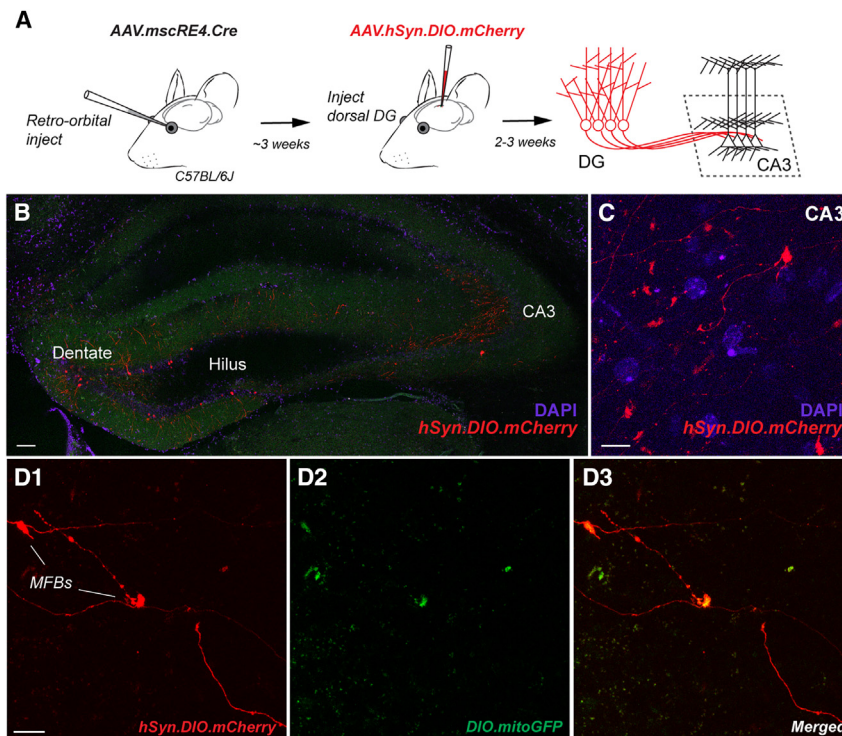 A
AAV.mscRE4.Cre
AAV.hSyn.DIO.mCherry
Retro-orbital
inject
C57BL/6J
~3 weeks
Inject
dorsal DG
2-3 weeks
DG
CA3
B
Dentate
Hilus
CA3
DAPI
hSyn.DIO.mCherry
C
CA3
DAPI
hSyn.DIO.mCherry
D1
MFBs
hSyn.DIO.mCherry
D2
DIO.mitoGFP
D3
Merged